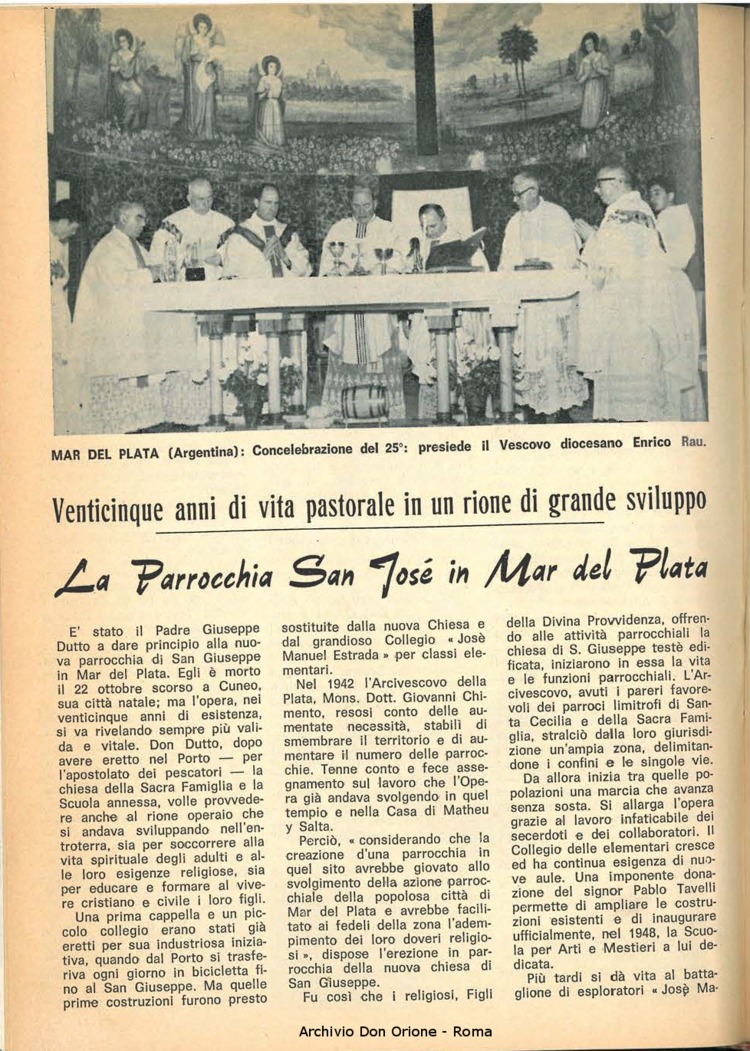 MAR DEL PLATA (Argentina): Concelebrazione del 25°: presiede il Vescovo diocesano Enrico Rau.
Venticinque anni di vita pastorale in un rione di grande sviluppo
La Parrocchia San José in Mar del Plata
E' stato il Padre Giuseppe
Dutto a dare principio alla nuo-
va parrocchia di San Giuseppe
in Mar del Plata. Egli è morto
il 22 ottobre scorso a Cuneo,
sua città natale; ma l'opera, nei
venticinque anni di esistenza,
si va rivelando sempre più vali-
da e vitale. Don Dutto, dopo
avere eretto nel Porto — per
l'apostolato dei pescatori — la
chiesa della Sacra Famiglia e la
Scuola annessa, volle provvede-
re anche al rione operaio che
si andava sviluppando nell'en-
troterra, sia per soccorrere alla
vita spirituale degli adulti e al-
le loro esigenze religiose, sia
per educare e formare al vive-
re cristiano e civile i loro figli.
Una prima cappella e un pic-
colo collegio erano stati già
eretti per sua industriosa inizia-
tiva, quando dal Porto si trasfe-
riva ogni giorno in bicicletta fi-
no al San Giuseppe. Ma quelle
prime costruzioni furono presto
sostituite dalla nuova Chiesa e
dal grandioso Collegio « Josè
Manuel Estrada » per classi ele-
mentari.
Nel 1942 l'Arcivescovo della
Plata, Mons. Dott. Giovanni Chi-
mento, resosi conto delle au-
mentate necessità, stabilì di
smembrare il territorio e di au-
mentare il numero delle parroc-
chie. Tenne conto e fece asse-
gnamento sul lavoro che l'Ope-
ra già andava svolgendo in quel
tempio e nella Casa di Matheu
y Salta.
Perciò, « considerando che la
creazione d'una parrocchia in
quel sito avrebbe giovato allo
svolgimento della azione parroc-
chiale della popolosa città di
Mar del Plata e avrebbe facili-
tato ai fedeli della zona l'adem-
pimento dei loro doveri religio-
si », dispose l'erezione in par-
rocchia della nuova chiesa di
San Giuseppe.
Fu così che i religiosi, Figli
della Divina Provvidenza, offren-
do alle attività parrocchiali la
chiesa di S. Giuseppe testè edi-
ficata, iniziarono in essa la vita
e le funzioni parrocchiali. L'Ar-
civescovo, avuti i pareri favore-
voli dei parroci limitrofi di San-
ta Cecilia e della Sacra Fami-
glia, stralciò dalla loro giurisdi-
zione un'ampia zona, delimitan-
done i confini e le singole vie.
Da allora inizia tra quelle po-
polazioni una marcia che avanza
senza sosta. Si allarga l'opera
grazie al lavoro infaticabile dei
secerdoti e dei collaboratori. Il
Collegio delle elementari cresce
ed ha continua esigenza di nuo-
ve aule. Una imponente dona-
zione del signor Pablo Tavelli
permette di ampliare le costru-
zioni esistenti e di inaugurare
ufficialmente, nel 1948, la Scuo-
la per Arti e Mestieri a lui de-
dicata.
Più tardi si dà vita al batta-
glione di esploratori « Josè Ma-
Archivio Don Orione - Roma